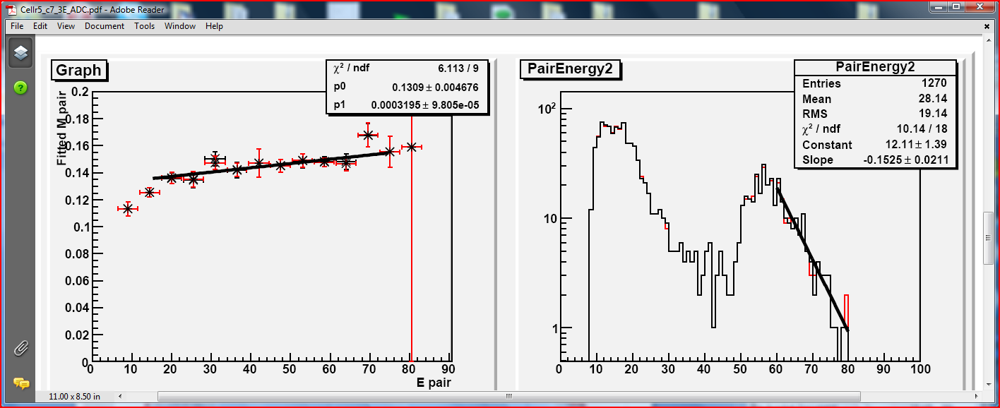 Cellr5_c7_3E_ADC.pdf - Adobe Reader
File Edit View Document Tools Window Help
Graph
χ² / ndf 6.113 / 9
p0 0.1309 ± 0.004676
p1 0.0003195 ± 9.805e-05
Fitted M pair
0.2
0.18
0.16
0.14
0.12
0.1
0.08
0.06
0.04
0.02
0
0 10 20 30 40 50 60 70 80 90
E pair
PairEnergy2
PairEnergy2
Entries 1270
Mean 28.14
RMS 19.14
χ² / ndf 10.14 / 18
Constant 12.11 ± 1.39
Slope -0.1525 ± 0.0211
10²
10
1
0 10 20 30 40 50 60 70 80 90 100
11.00 x 8.50 in